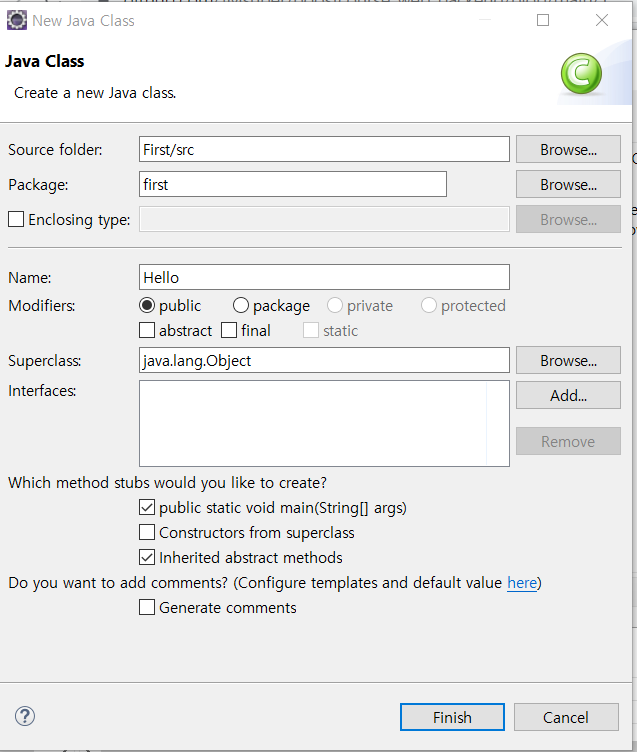 New Java Class
Java Class
Create a new Java class.
Source folder: First/src Browse...
Package: first Browse...
Enclosing type: Browse...
Name: Hello
Modifiers: public package private protected
abstract final static
Superclass: java.lang.Object Browse...
Interfaces: Add...
Remove
Which method stubs would you like to create?
public static void main(String[] args)
Constructors from superclass
Inherited abstract methods
Do you want to add comments? (Configure templates and default value here)
Generate comments
? Finish Cancel